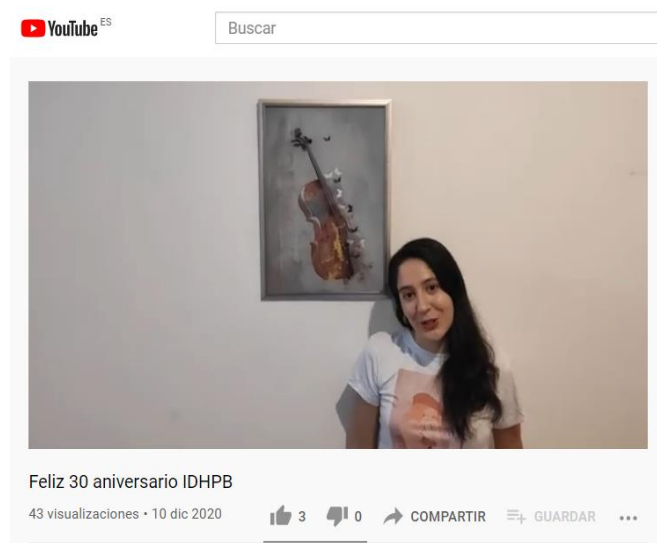 YouTube ES
Buscar
Feliz 30 aniversario IDHPB
43 visualizaciones • 10 dic 2020
3
0
COMPARTIR
GUARDAR